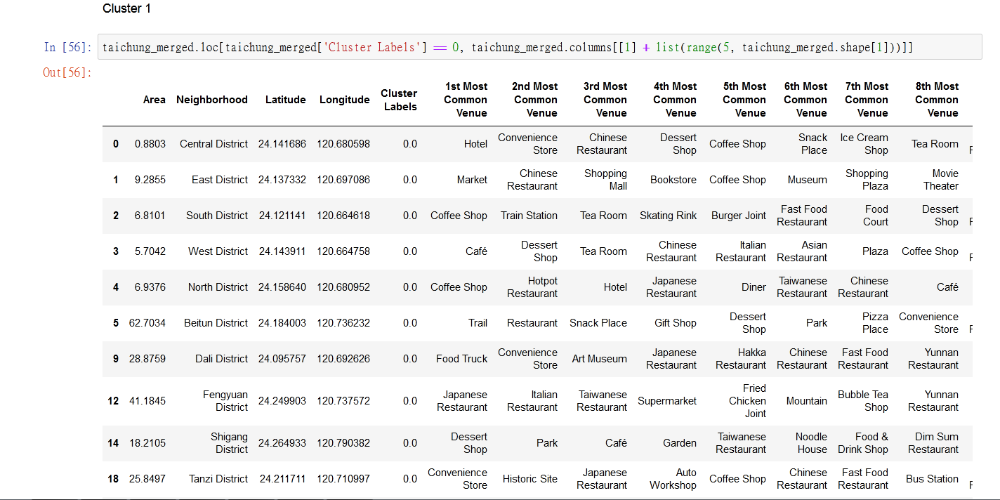 Cluster 1
In [56]: taichung_merged.loc[taichung_merged['Cluster Labels'] == 0, taichung_merged.columns[[1] + list(range(5, taichung_merged.shape[1]))]]
Out[56]:
Area Neighborhood Latitude Longitude Cluster Labels 1st Most Common Venue 2nd Most Common Venue 3rd Most Common Venue 4th Most Common Venue 5th Most Common Venue 6th Most Common Venue 7th Most Common Venue 8th Most Common Venue
0 0.8803 Central District 24.141686 120.680598 0.0 Hotel Convenience Store Chinese Restaurant Dessert Shop Coffee Shop Snack Place Ice Cream Shop Tea Room
1 9.2855 East District 24.137332 120.697086 0.0 Market Chinese Restaurant Shopping Mall Bookstore Coffee Shop Museum Shopping Plaza Movie Theater
2 6.8101 South District 24.121141 120.664618 0.0 Coffee Shop Train Station Tea Room Skating Rink Burger Joint Fast Food Restaurant Food Court Dessert Shop
3 5.7042 West District 24.143911 120.664758 0.0 Café Dessert Shop Tea Room Chinese Restaurant Italian Restaurant Asian Restaurant Plaza Coffee Shop
4 6.9376 North District 24.158640 120.680952 0.0 Coffee Shop Hotpot Restaurant Hotel Japanese Restaurant Diner Taiwanese Restaurant Chinese Restaurant Café
5 62.7034 Beitun District 24.184003 120.736232 0.0 Trail Restaurant Snack Place Gift Shop Dessert Shop Park Pizza Place Convenience Store
9 28.8759 Dali District 24.095757 120.692626 0.0 Food Truck Convenience Store Art Museum Japanese Restaurant Hakka Restaurant Chinese Restaurant Fast Food Restaurant Yunnan Restaurant
12 41.1845 Fengyuan District 24.249903 120.737572 0.0 Japanese Restaurant Italian Restaurant Taiwanese Restaurant Supermarket Fried Chicken Joint Mountain Bubble Tea Shop Yunnan Restaurant
14 18.2105 Shigang District 24.264933 120.790382 0.0 Dessert Shop Park Café Garden Taiwanese Restaurant Noodle House Food & Drink Shop Dim Sum Restaurant
18 25.8497 Tanzi District 24.211711 120.710997 0.0 Convenience Store Historic Site Japanese Restaurant Auto Workshop Coffee Shop Chinese Restaurant Fast Food Restaurant Bus Station